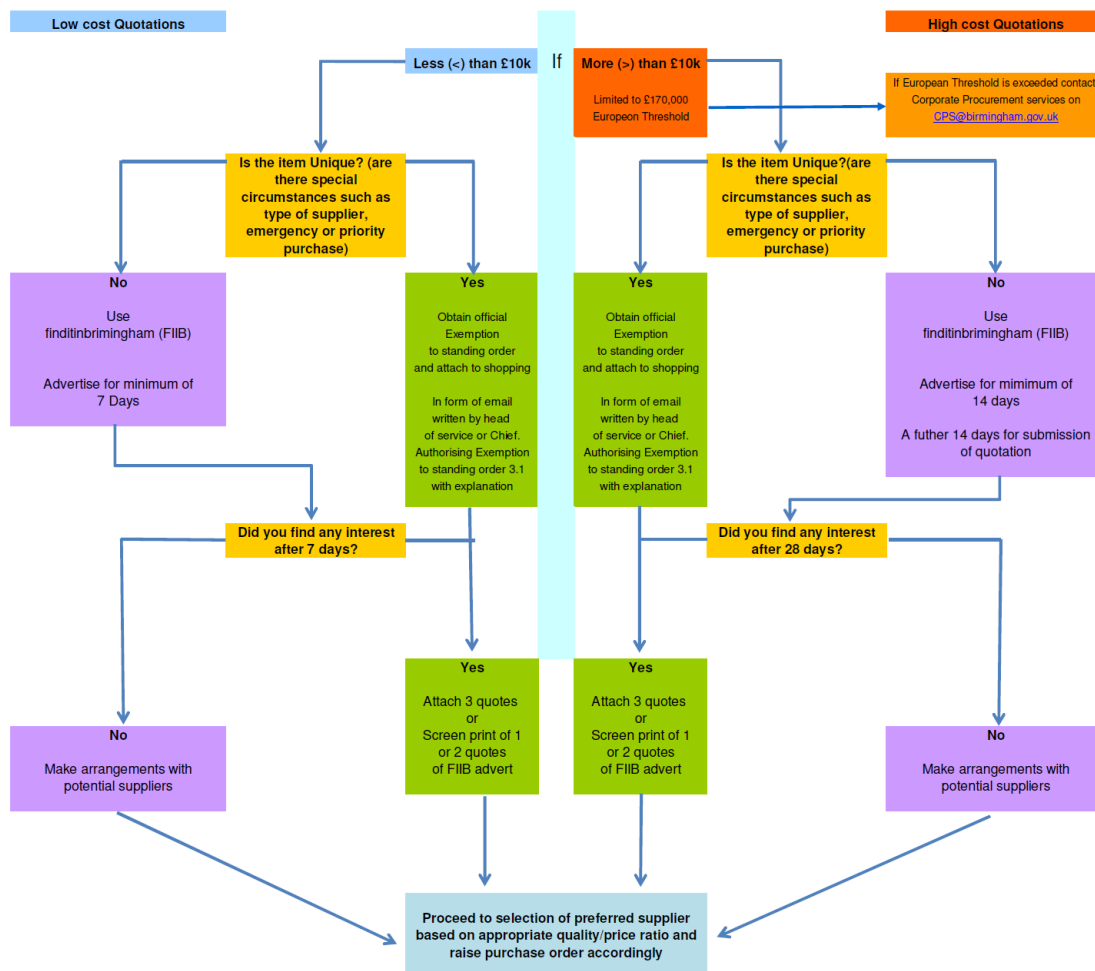 Low cost Quotations
High cost Quotations
Less (<) than £10k
If
More (>) than £10k
Limited to £170,000
Europeon Threshold
If European Threshold is exceeded contact
Corporate Procurement services on
CPS@birmingham.gov.uk
Is the item Unique? (are
there special
circumstances such as
type of supplier,
emergency or priority
purchase)
Is the item Unique?(are
there special
circumstances such as
type of supplier,
emergency or priority
purchase)
No
Use
finditinbrimingham (FIIB)
Advertise for minimum of
7 Days
Yes
Obtain official
Exemption
to standing order
and attach to shopping
In form of email
written by head
of service or Chief.
Authorising Exemption
to standing order 3.1
with explanation
Yes
Obtain official
Exemption
to standing order
and attach to shopping
In form of email
written by head
of service or Chief.
Authorising Exemption
to standing order 3.1
with explanation
No
Use
finditinbrimingham (FIIB)
Advertise for mimimum of
14 days
A futher 14 days for submission
of quotation
Did you find any interest
after 7 days?
Did you find any interest
after 28 days?
Yes
Attach 3 quotes
or
Screen print of 1
or 2 quotes
of FIIB advert
Yes
Attach 3 quotes
or
Screen print of 1
or 2 quotes
of FIIB advert
No
Make arrangements with
potential suppliers
No
Make arrangements with
potential suppliers
Proceed to selection of preferred supplier
based on appropriate quality/price ratio and
raise purchase order accordingly